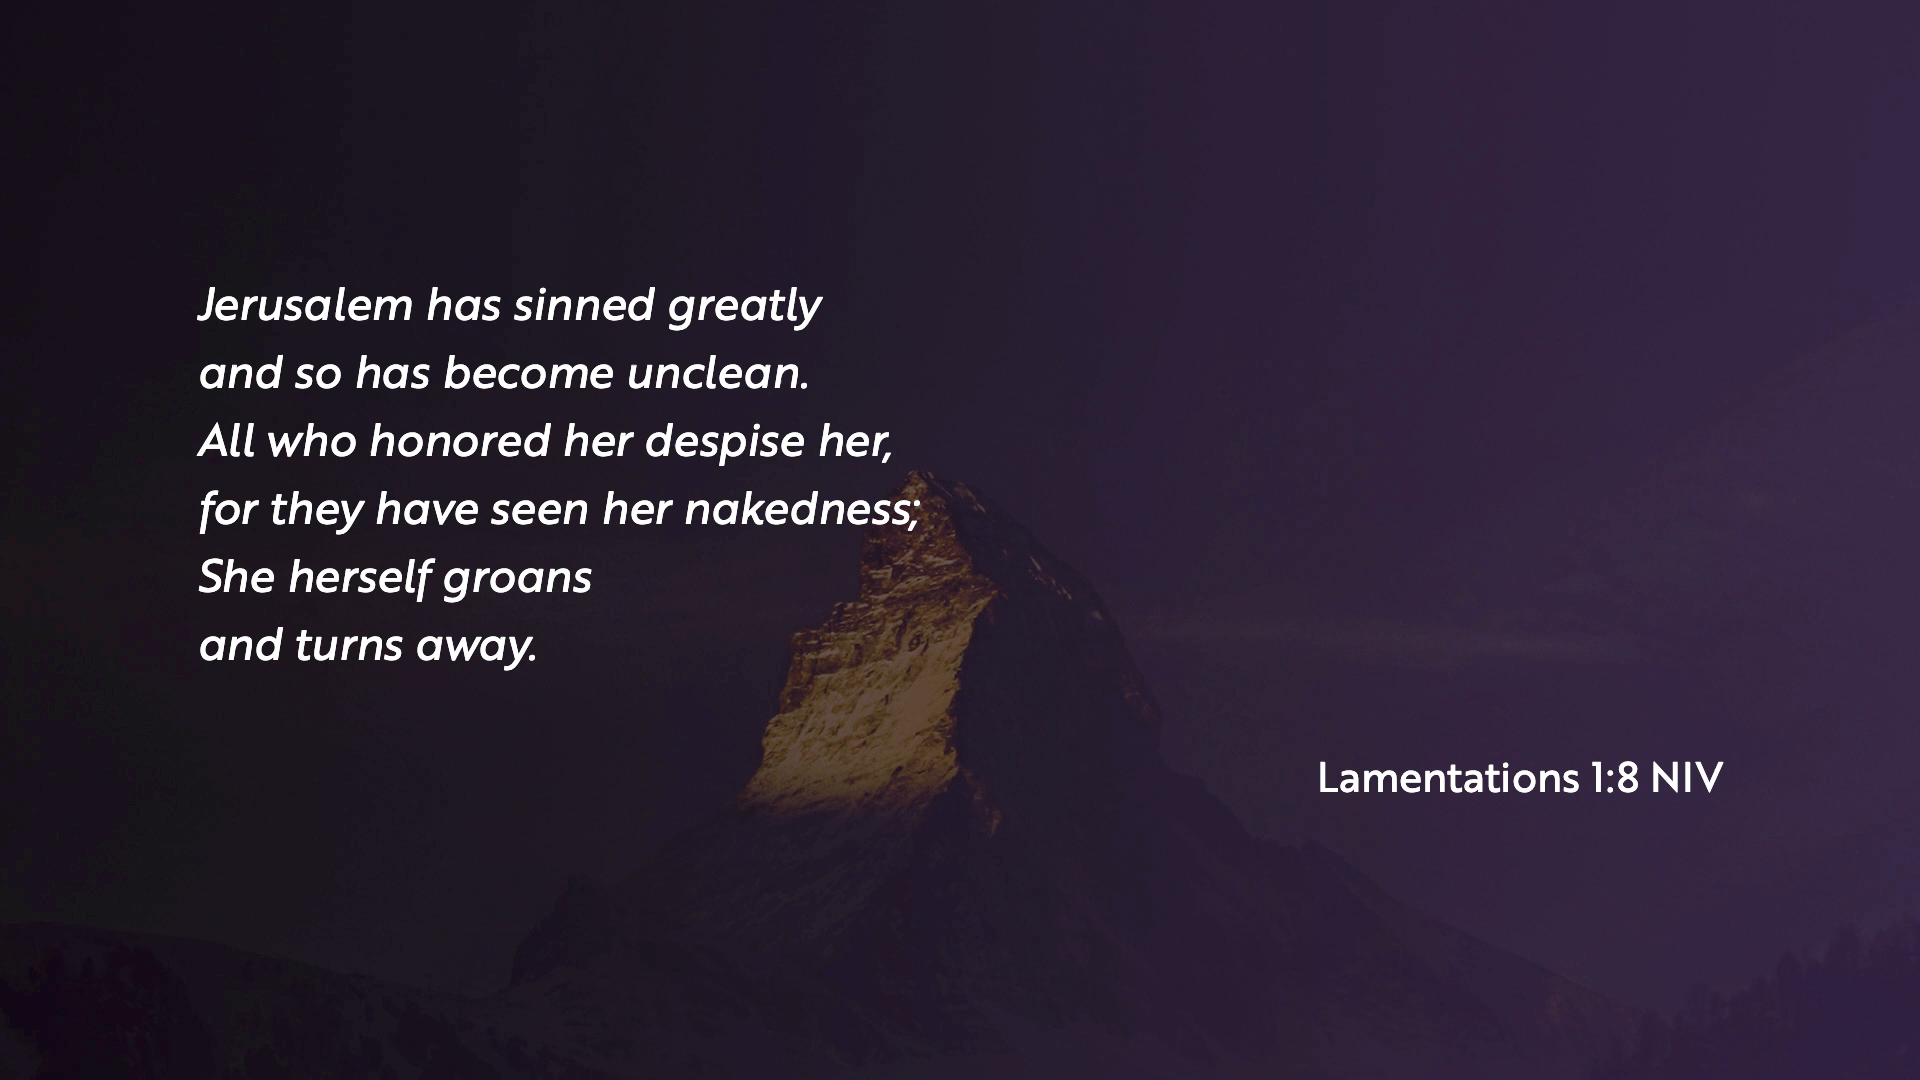 Jerusalem has sinned greatly
and so has become unclean.
All who honored her despise her,
for they have seen her nakedness;
She herself groans
and turns away.
Lamentations 1:8 NIV